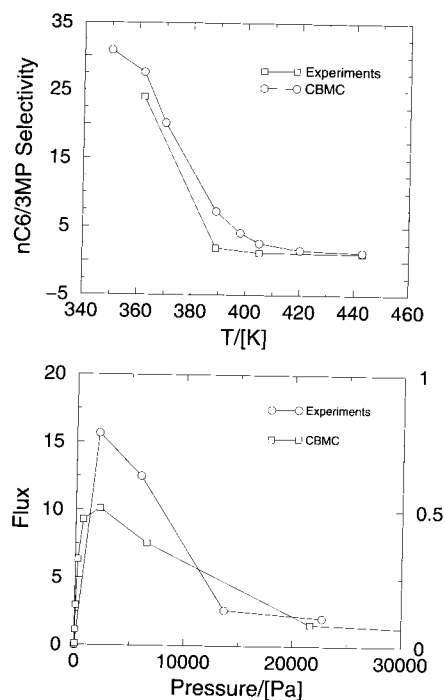 35
25
15
5
−5
nC6/3MP Selectivity
Experiments
CBMC
340 360 380 400 420 440 460
T/[K]
20
15
10
5
0
Flux
Experiments
CBMC
1
0.5
0
0 10000 20000 30000
Pressure/[Pa]